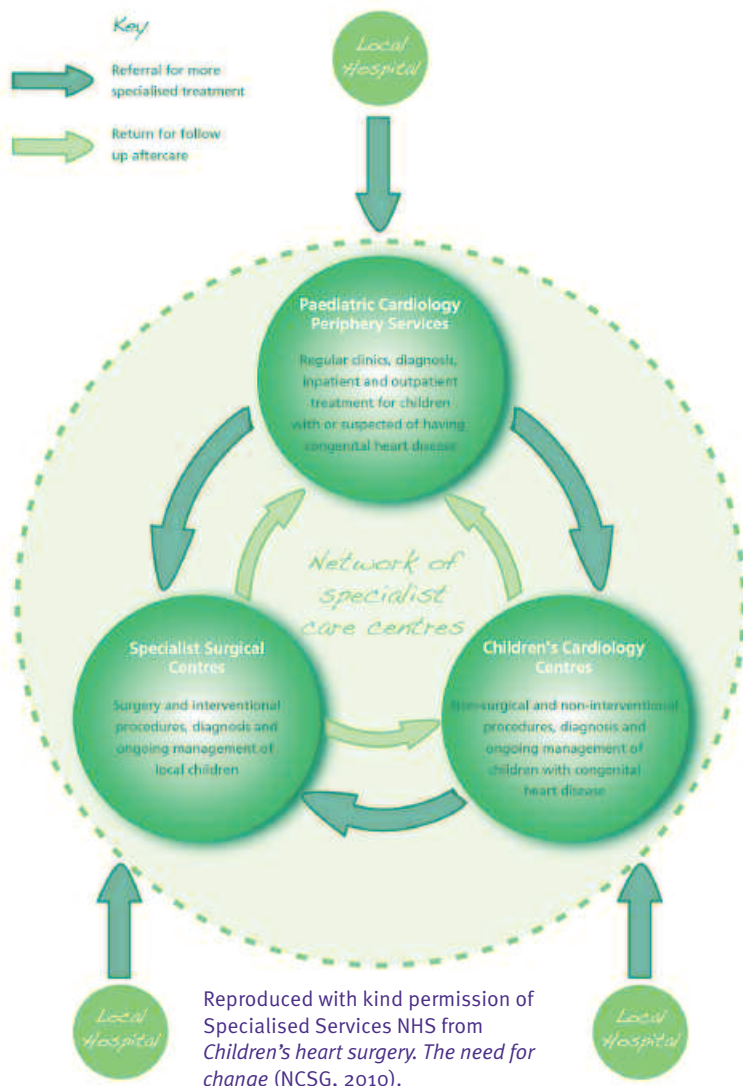 Key
Referral for more
specialised treatment
Return for follow
up aftercare
Local
Hospital
Paediatric Cardiology
Periphery Services
Regular clinics, diagnosis,
inpatient and outpatient
treatment for children
with or suspected of having
congenital heart disease
Network of
specialist
care centres
Specialist Surgical
Centres
Surgery and interventional
procedures, diagnosis and
ongoing management of
local children
Children's Cardiology
Centres
Non-surgical and non-interventional
procedures, diagnosis and
ongoing management of
children with congenital
heart disease
Local
Hospital
Reproduced with kind permission of
Specialised Services NHS from
Children’s heart surgery. The need for
change (NCSG, 2010).
Local
Hospital